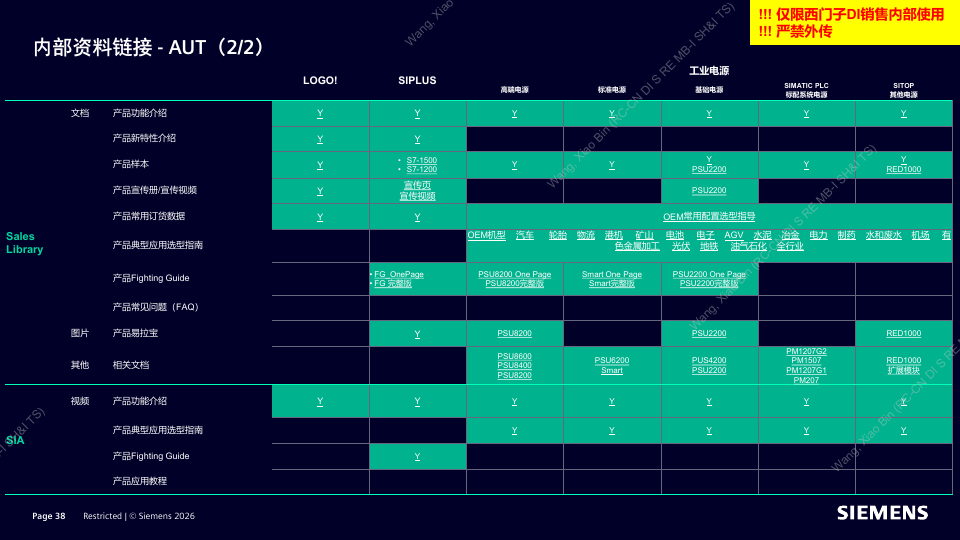 !!! 仅限西门子DI销售内部使用
!!! 严禁外传
内部资料链接 - AUT（2/2）
LOGO! SIPLUS 工业电源
高端电源 标准电源 基础电源 SIMATIC PLC 标配系统电源 SITOP 其他电源
Sales Library
文档 产品功能介绍 Y Y Y Y Y Y Y
产品新特性介绍 Y Y
产品样本 Y • S7-1500 • S7-1200 Y Y Y PSU2200 Y Y RED1000
产品宣传册/宣传视频 Y 宣传页 宣传视频 PSU2200
产品常用订货数据 Y Y OEM常用配置选型指导
产品典型应用选型指南 OEM机型 汽车 轮胎 物流 港机 矿山 电池 电子 AGV 水泥 冶金 电力 制药 水和废水 机场 有色金属加工 光伏 地铁 油气石化 全行业
产品Fighting Guide • FG_OnePage • FG 完整版 PSU8200 One Page PSU8200完整版 Smart One Page Smart完整版 PSU2200 One Page PSU2200完整版
产品常见问题（FAQ）
图片 产品易拉宝 Y PSU8200 PSU2200 RED1000
其他 相关文档 PSU8600 PSU8400 PSU8200 PSU6200 Smart PUS4200 PSU2200 PM1207G2 PM1507 PM1207G1 PM207 RED1000 扩展模块
SIA
视频 产品功能介绍 Y Y Y Y Y Y Y
产品典型应用选型指南 Y Y Y Y Y
产品Fighting Guide Y
产品应用教程
Page 38 Restricted | © Siemens 2026
SIEMENS
Wang, Xiao Bin (RC-CN DI S RE MB-I SH&I TS)